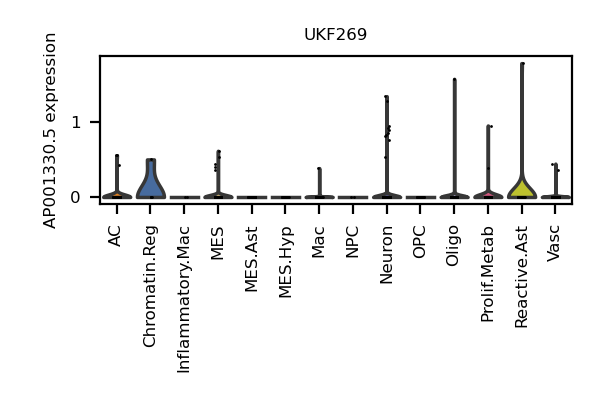 UKF269
AP001330.5 expression
1
0
AC
Chromatin.Reg
Inflammatory.Mac
MES
MES.Ast
MES.Hyp
Mac
NPC
Neuron
OPC
Oligo
Prolif.Metab
Reactive.Ast
Vasc